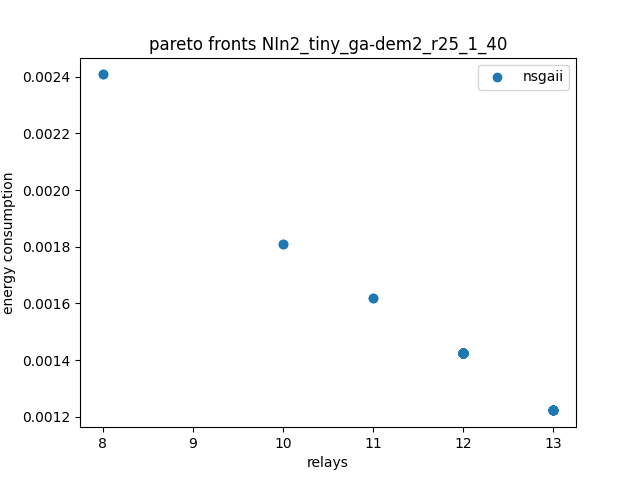 pareto fronts NIn2_tiny_ga-dem2_r25_1_40
nsgaii
0.0024
0.0022
0.0020
0.0018
0.0016
0.0014
0.0012
energy consumption
8 9 10 11 12 13
relays